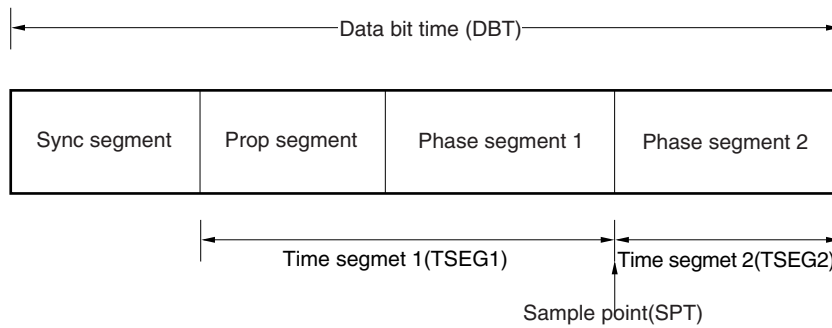 Data bit time (DBT)
Sync segment
Prop segment
Phase segment 1
Phase segment 2
Time segmet 1(TSEG1)
Time segmet 2(TSEG2)
Sample point(SPT)